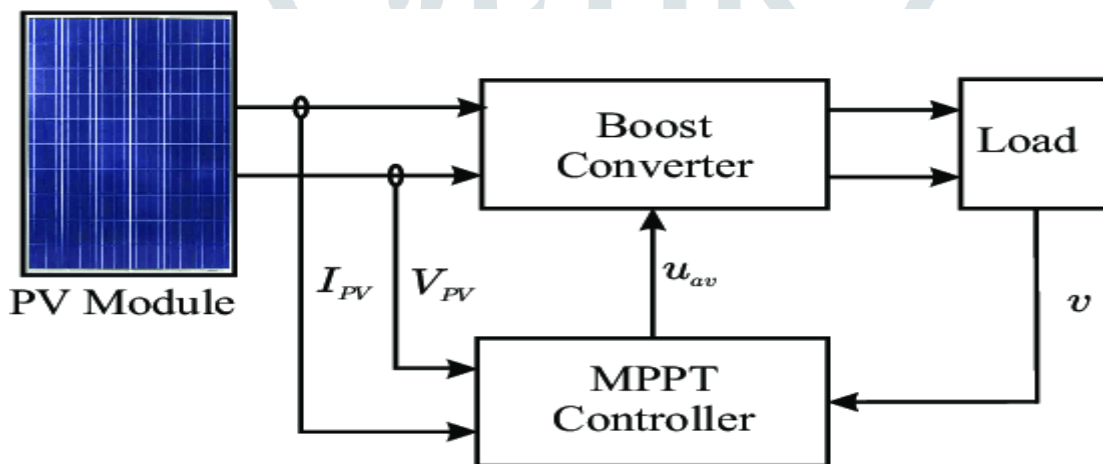 Boost
Converter
Load
PV Module
I_PV
V_PV
u_av
v
MPPT
Controller